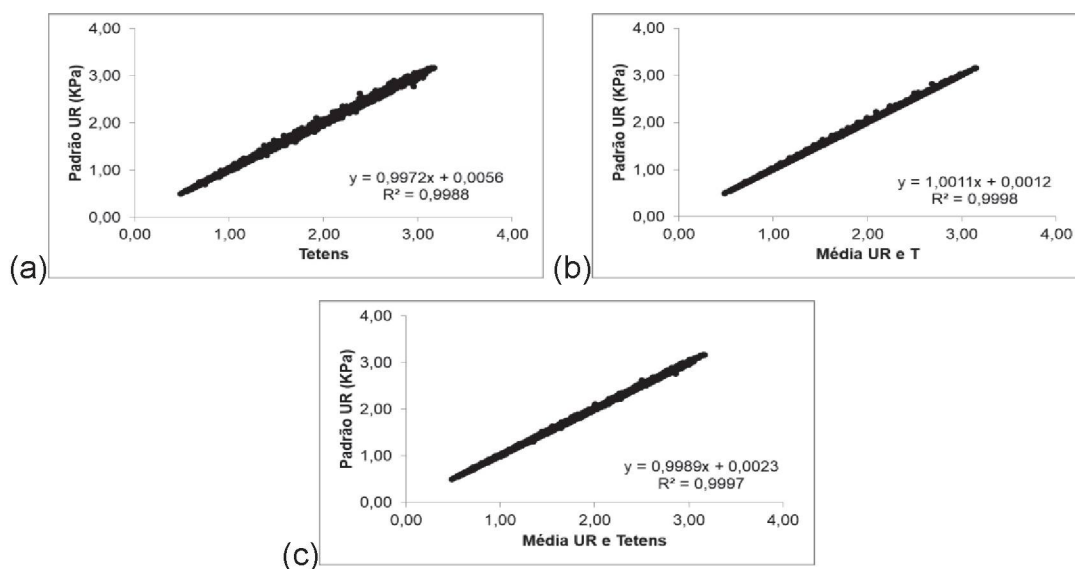 4,00
3,00
2,00
1,00
0,00
Padrão UR (KPa)
y = 0,9972x + 0,0056
R² = 0,9988
0,00 1,00 2,00 3,00 4,00
Tetens
(a)
4,00
3,00
2,00
1,00
0,00
Padrão UR (KPa)
y = 1,0011x + 0,0012
R² = 0,9998
0,00 1,00 2,00 3,00 4,00
Média UR e T
(b)
4,00
3,00
2,00
1,00
0,00
Padrão UR (KPa)
y = 0,9989x + 0,0023
R² = 0,9997
0,00 1,00 2,00 3,00 4,00
Média UR e Tetens
(c)